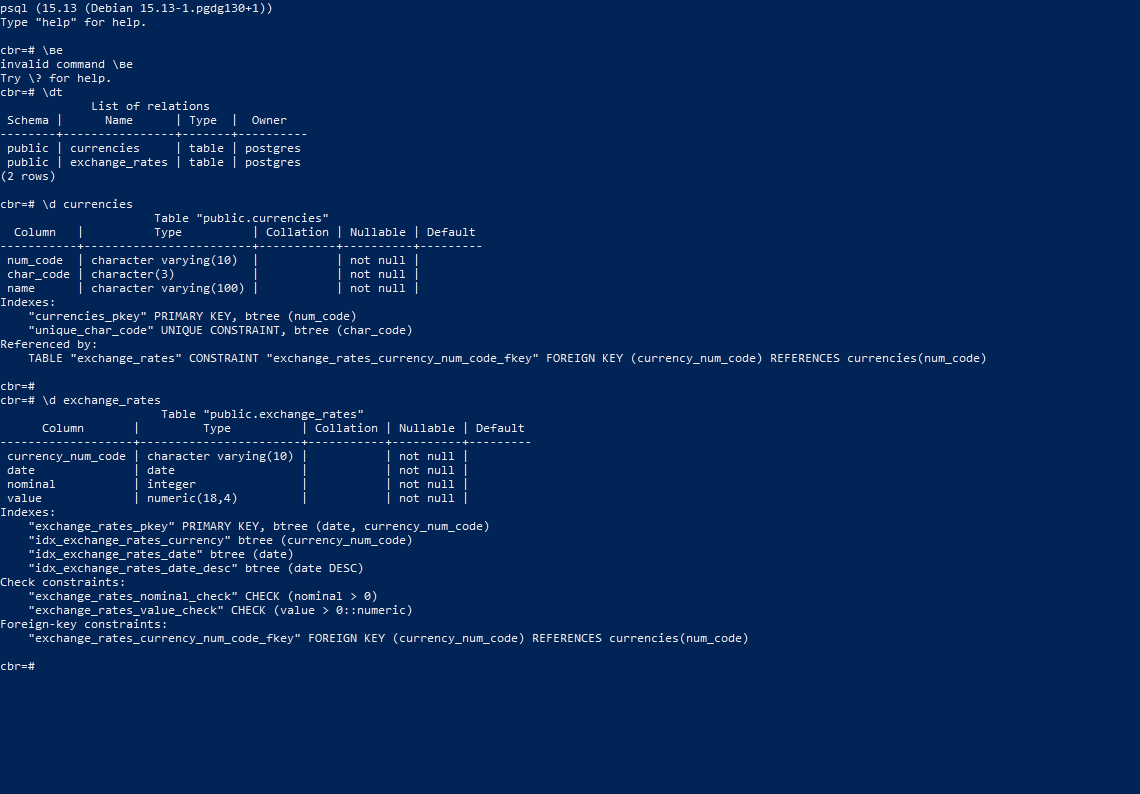 psql (15.13 (Debian 15.13-1.pgdg130+1))
Type "help" for help.

cbr=# \ве
invalid command \ве
Try \? for help.
cbr=# \dt
             List of relations
 Schema |      Name      | Type  |  Owner
--------+----------------+-------+----------
 public | currencies     | table | postgres
 public | exchange_rates | table | postgres
(2 rows)

cbr=# \d currencies
                      Table "public.currencies"
  Column   |          Type          | Collation | Nullable | Default
-----------+------------------------+-----------+----------+---------
 num_code  | character varying(10)  |           | not null |
 char_code | character(3)           |           | not null |
 name      | character varying(100) |           | not null |
Indexes:
    "currencies_pkey" PRIMARY KEY, btree (num_code)
    "unique_char_code" UNIQUE CONSTRAINT, btree (char_code)
Referenced by:
    TABLE "exchange_rates" CONSTRAINT "exchange_rates_currency_num_code_fkey" FOREIGN KEY (currency_num_code) REFERENCES currencies(num_code)

cbr=#
cbr=# \d exchange_rates
                       Table "public.exchange_rates"
      Column       |         Type          | Collation | Nullable | Default
-------------------+-----------------------+-----------+----------+---------
 currency_num_code | character varying(10) |           | not null |
 date              | date                  |           | not null |
 nominal           | integer               |           | not null |
 value             | numeric(18,4)         |           | not null |
Indexes:
    "exchange_rates_pkey" PRIMARY KEY, btree (date, currency_num_code)
    "idx_exchange_rates_currency" btree (currency_num_code)
    "idx_exchange_rates_date" btree (date)
    "idx_exchange_rates_date_desc" btree (date DESC)
Check constraints:
    "exchange_rates_nominal_check" CHECK (nominal > 0)
    "exchange_rates_value_check" CHECK (value > 0::numeric)
Foreign-key constraints:
    "exchange_rates_currency_num_code_fkey" FOREIGN KEY (currency_num_code) REFERENCES currencies(num_code)

cbr=#